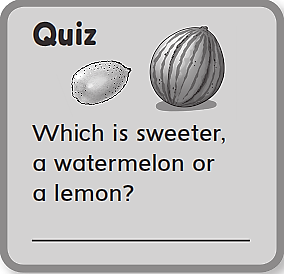 Quiz
Which is sweeter,
a watermelon or
a lemon?